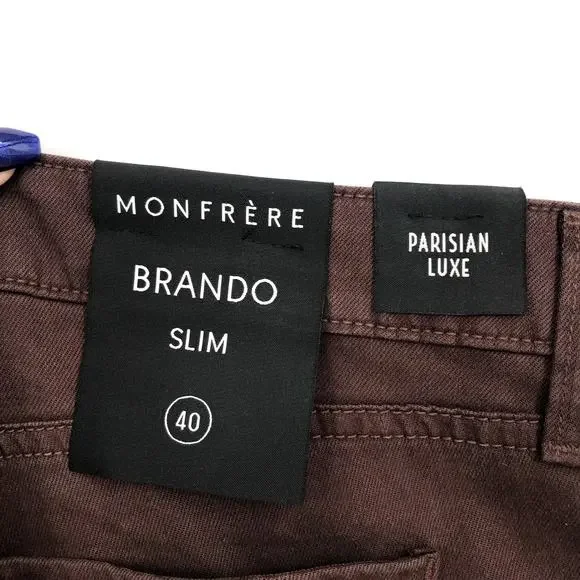 MONFRÈRE
BRANDO
SLIM
40
PARISIAN
LUXE